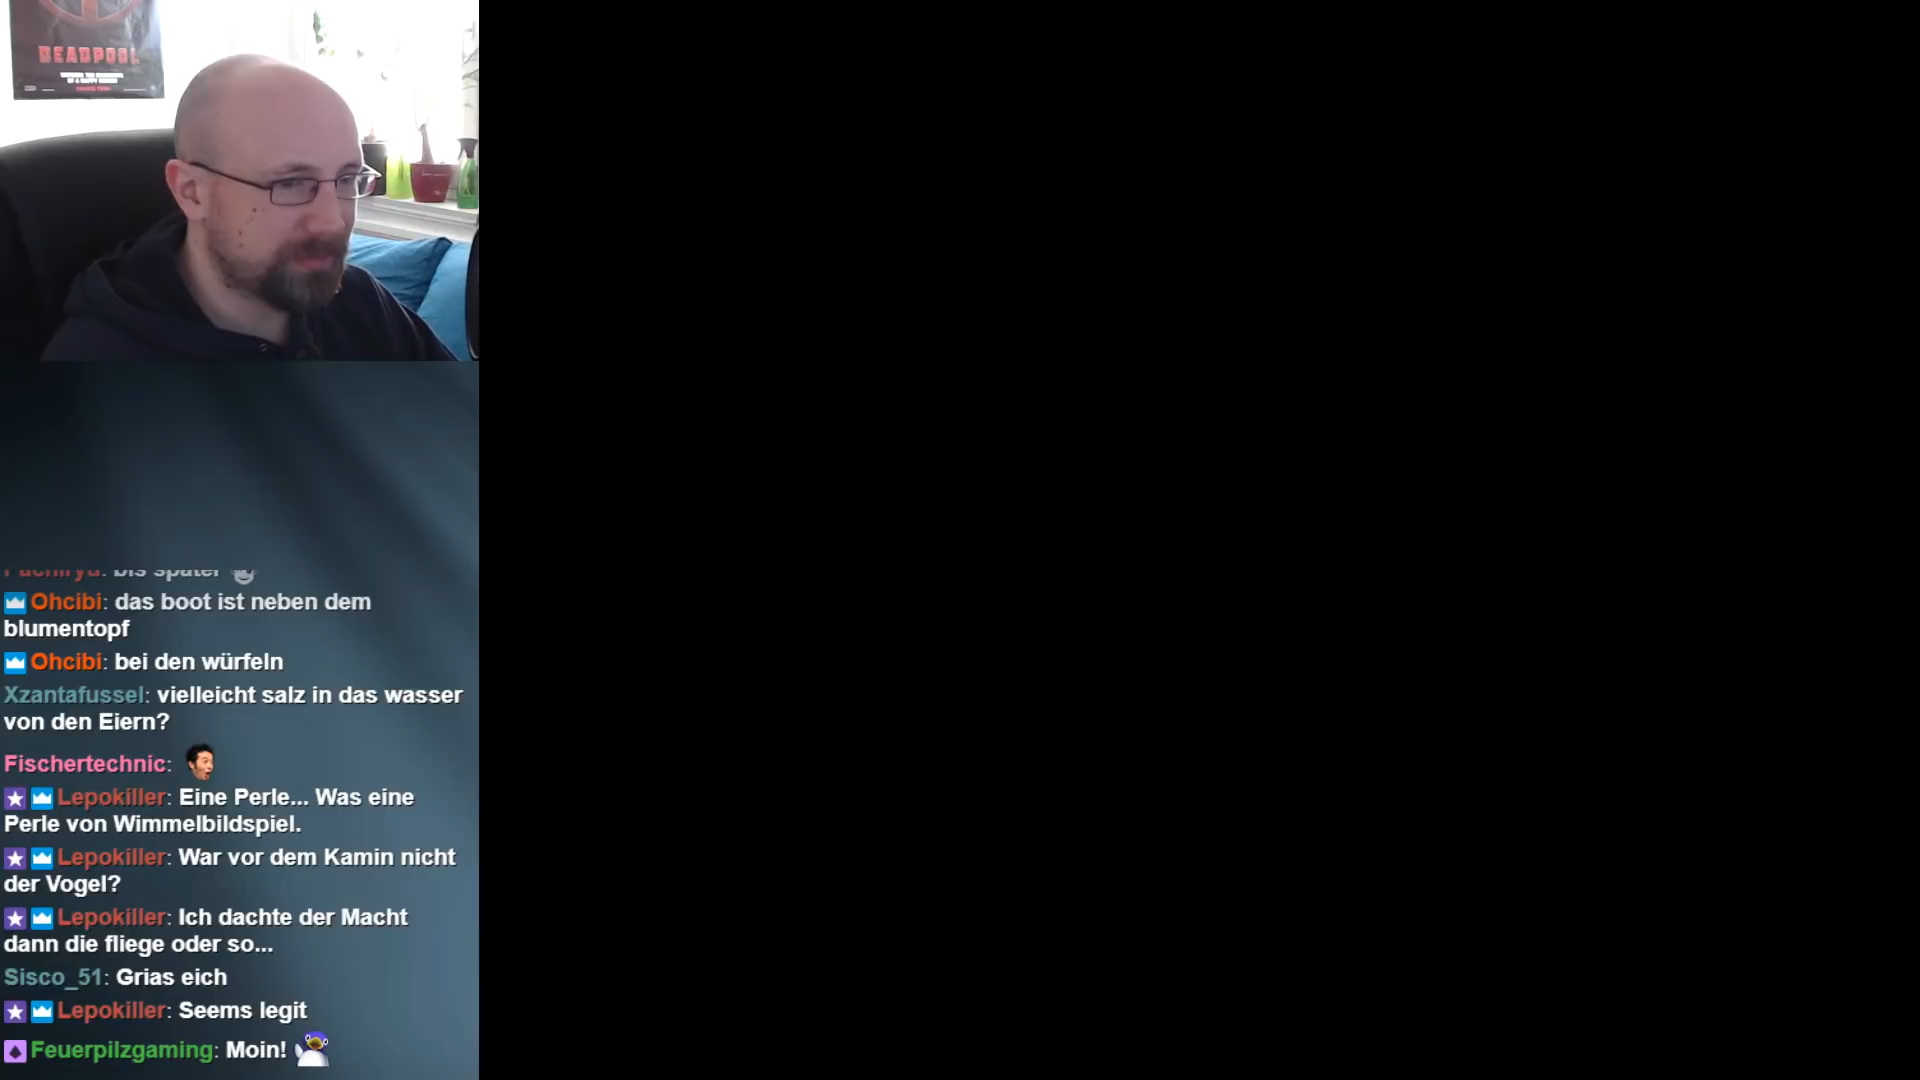 DEADPOOL
bis später
Ohcibi: das boot ist neben dem
blumentopf
Ohcibi: bei den würfeln
Xzantafussel: vielleicht salz in das wasser
von den Eiern?
Fischertechnic:
Lepokiller: Eine Perle... Was eine
Perle von Wimmelbildspiel.
Lepokiller: War vor dem Kamin nicht
der Vogel?
Lepokiller: Ich dachte der Macht
dann die fliege oder so...
Sisco_51: Grias eich
Lepokiller: Seems legit
Feuerpilzgaming: Moin!